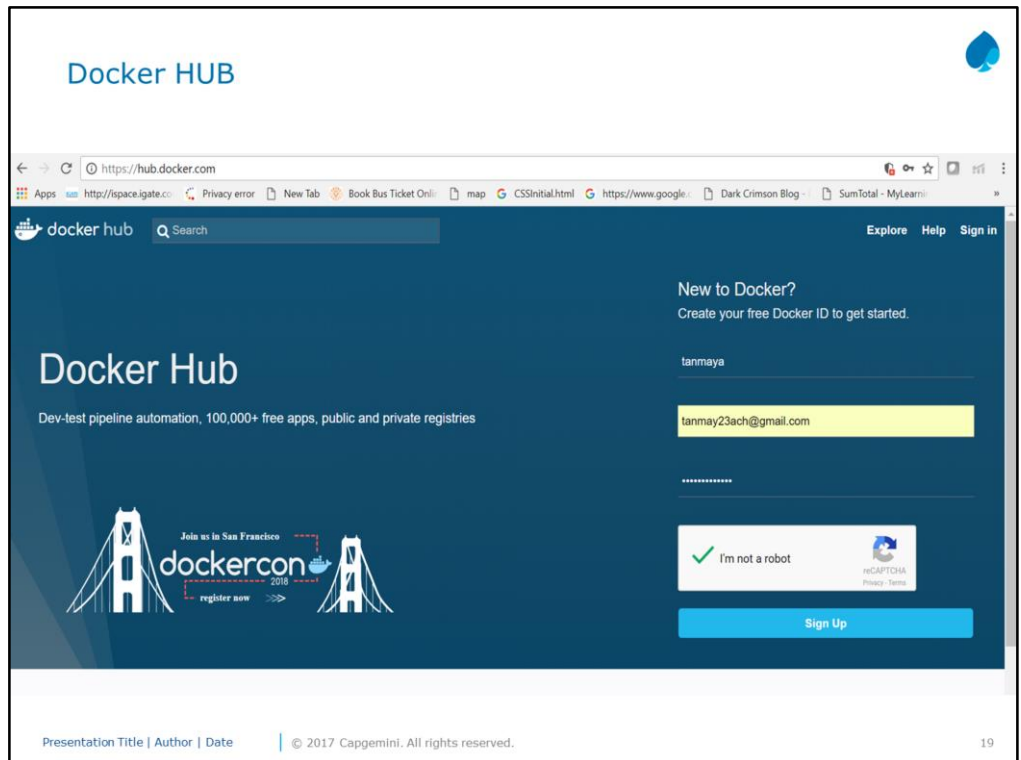 Docker HUB
https://hub.docker.com
Apps http://ispace.igate.co Privacy error New Tab Book Bus Ticket Onlin map CSSInitial.html https://www.google.c Dark Crimson Blog - SumTotal - MyLearnin »
docker hub Search Explore Help Sign in
New to Docker?
Create your free Docker ID to get started.
tanmaya
Docker Hub
Dev-test pipeline automation, 100,000+ free apps, public and private registries
tanmay23ach@gmail.com
•••••••••••••
Join us in San Francisco
dockercon
2018
register now
I'm not a robot
reCAPTCHA
Privacy - Terms
Sign Up
Presentation Title | Author | Date © 2017 Capgemini. All rights reserved. 19